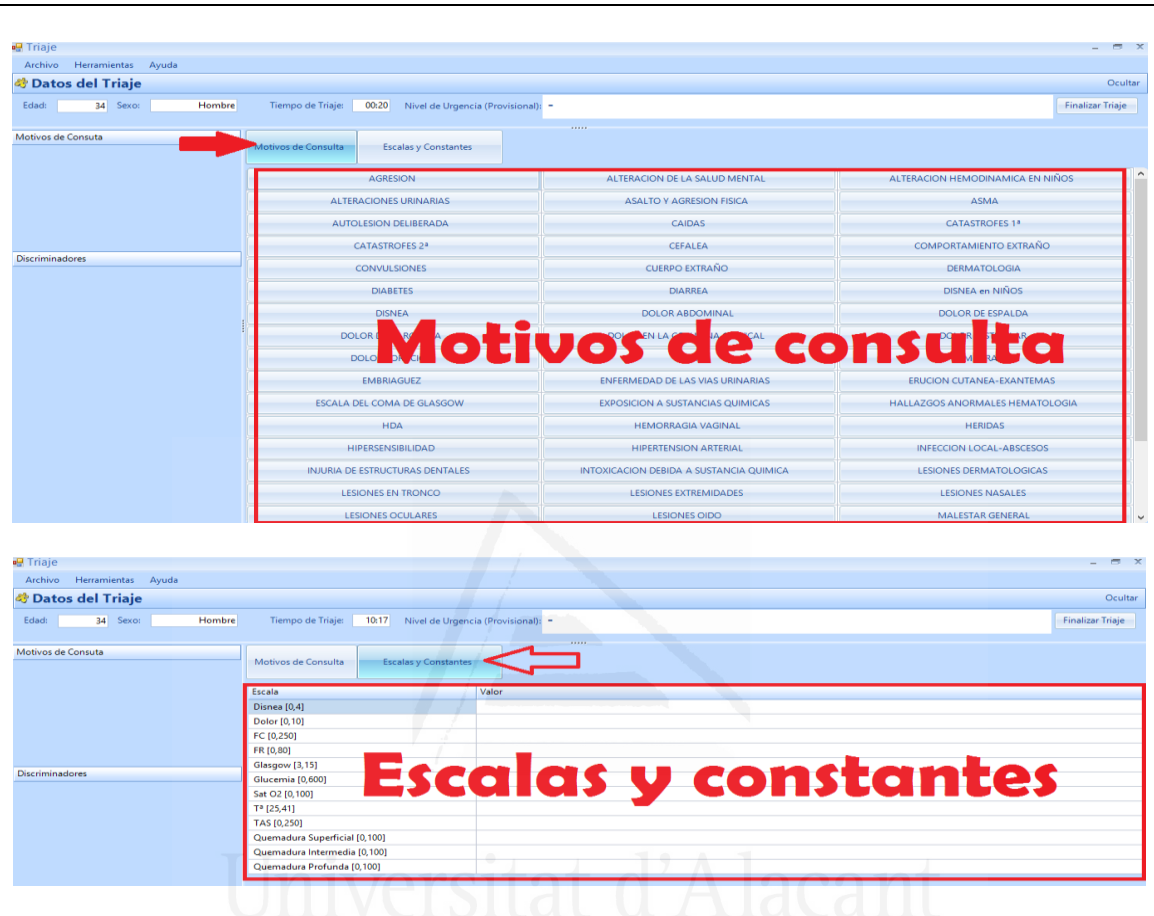 Triaje
Archivo Herramientas Ayuda
Datos del Triaje Ocultar
Edad: 34 Sexo: Hombre Tiempo de Triaje: 00:20 Nivel de Urgencia (Provisional): - Finalizar Triaje
Motivos de Consuta
Motivos de Consulta Escalas y Constantes
AGRESION ALTERACION DE LA SALUD MENTAL ALTERACION HEMODINAMICA EN NIÑOS
ALTERACIONES URINARIAS ASALTO Y AGRESION FISICA ASMA
AUTOLESION DELIBERADA CAIDAS CATASTROFES 1ª
CATASTROFES 2ª CEFALEA COMPORTAMIENTO EXTRAÑO
Discriminadores
CONVULSIONES CUERPO EXTRAÑO DERMATOLOGIA
DIABETES DIARREA DISNEA en NIÑOS
DISNEA DOLOR ABDOMINAL DOLOR DE ESPALDA
Motivos de consulta
EMBRIAGUEZ ENFERMEDAD DE LAS VIAS URINARIAS ERUCION CUTANEA-EXANTEMAS
ESCALA DEL COMA DE GLASGOW EXPOSICION A SUSTANCIAS QUIMICAS HALLAZGOS ANORMALES HEMATOLOGIA
HDA HEMORRAGIA VAGINAL HERIDAS
HIPERSENSIBILIDAD HIPERTENSION ARTERIAL INFECCION LOCAL-ABSCESOS
INJURIA DE ESTRUCTURAS DENTALES INTOXICACION DEBIDA A SUSTANCIA QUIMICA LESIONES DERMATOLOGICAS
LESIONES EN TRONCO LESIONES EXTREMIDADES LESIONES NASALES
LESIONES OCULARES LESIONES OIDO MALESTAR GENERAL
Triaje
Archivo Herramientas Ayuda
Datos del Triaje Ocultar
Edad: 34 Sexo: Hombre Tiempo de Triaje: 10:17 Nivel de Urgencia (Provisional): - Finalizar Triaje
Motivos de Consuta
Motivos de Consulta Escalas y Constantes
Escala Valor
Disnea [0,4]
Dolor [0,10]
FC [0,250]
FR [0,80]
Glasgow [3,15]
Escalas y constantes
Discriminadores
Glucemia [0,600]
Sat O2 [0,100]
Tª [25,41]
TAS [0,250]
Quemadura Superficial [0,100]
Quemadura Intermedia [0,100]
Quemadura Profunda [0,100]
Universitat d'Alacant